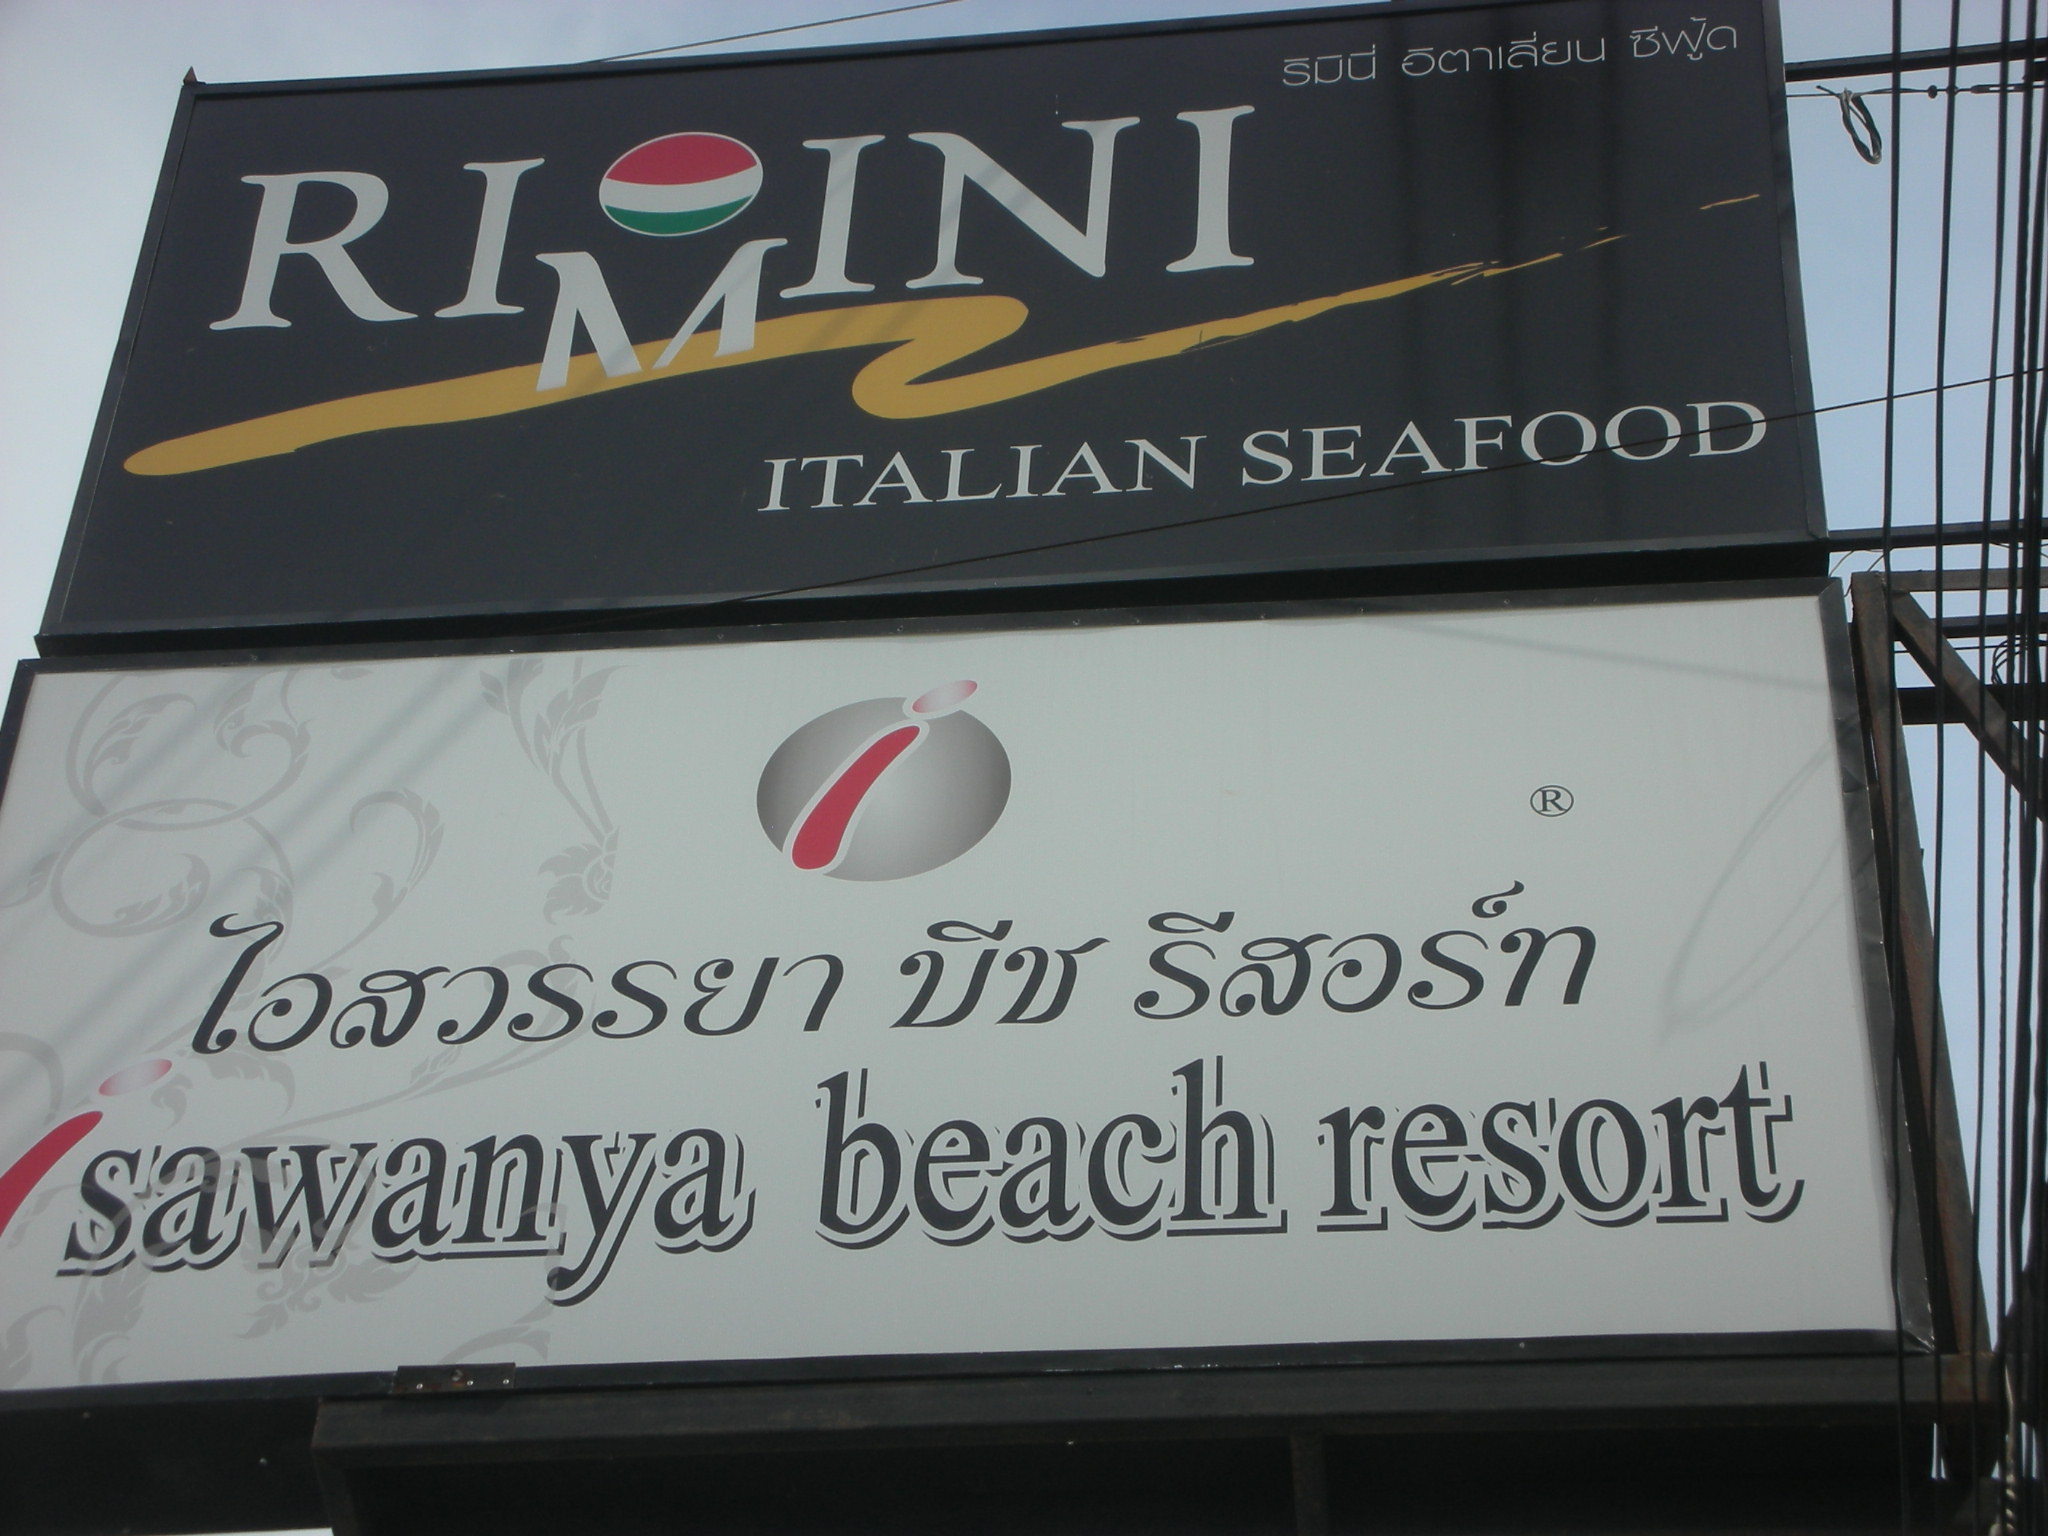 ริมินี่ อิตาเลี่ยน ซีฟู้ด
RIMINI
ITALIAN SEAFOOD
i
®
ไอสวรรยา บีช รีสอร์ท
isawanya beach resort